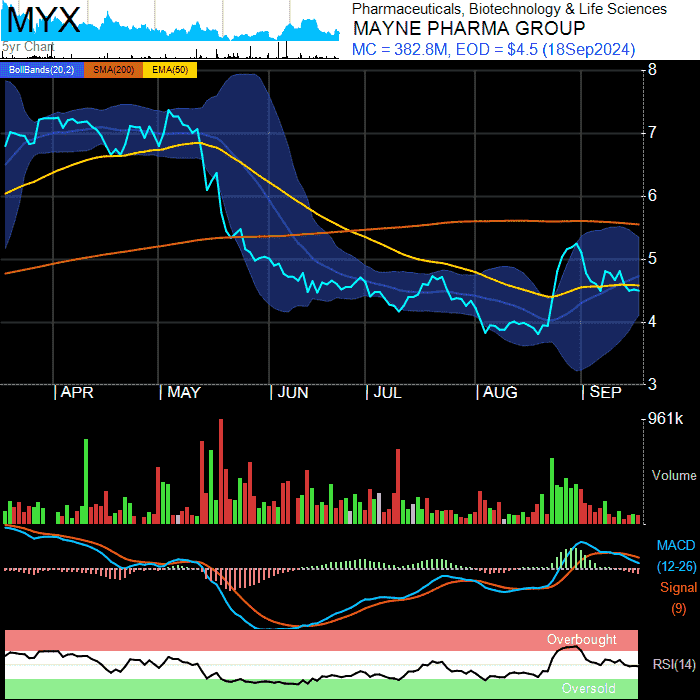 MYX
5yr Chart
Pharmaceuticals, Biotechnology & Life Sciences
MAYNE PHARMA GROUP
MC = 382.8M, EOD = $4.5 (18Sep2024)
BollBands(20,2) SMA(200) EMA(50)
8
7
6
5
4
3
APR MAY JUN JUL AUG SEP
961k
Volume
MACD
(12-26)
Signal
(9)
Overbought
RSI(14)
Oversold